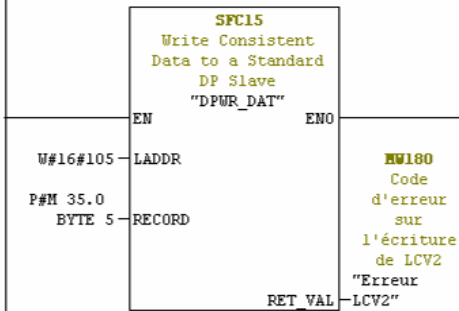 SFC15
Write Consistent
Data to a Standard
DP Slave
"DPWR_DAT"
EN ENO
W#16#105 LADDR
MW180
Code
d'erreur
sur
l'écriture
de LCV2
"Erreur
LCV2"
P#M 35.0
BYTE 5 RECORD
RET_VAL